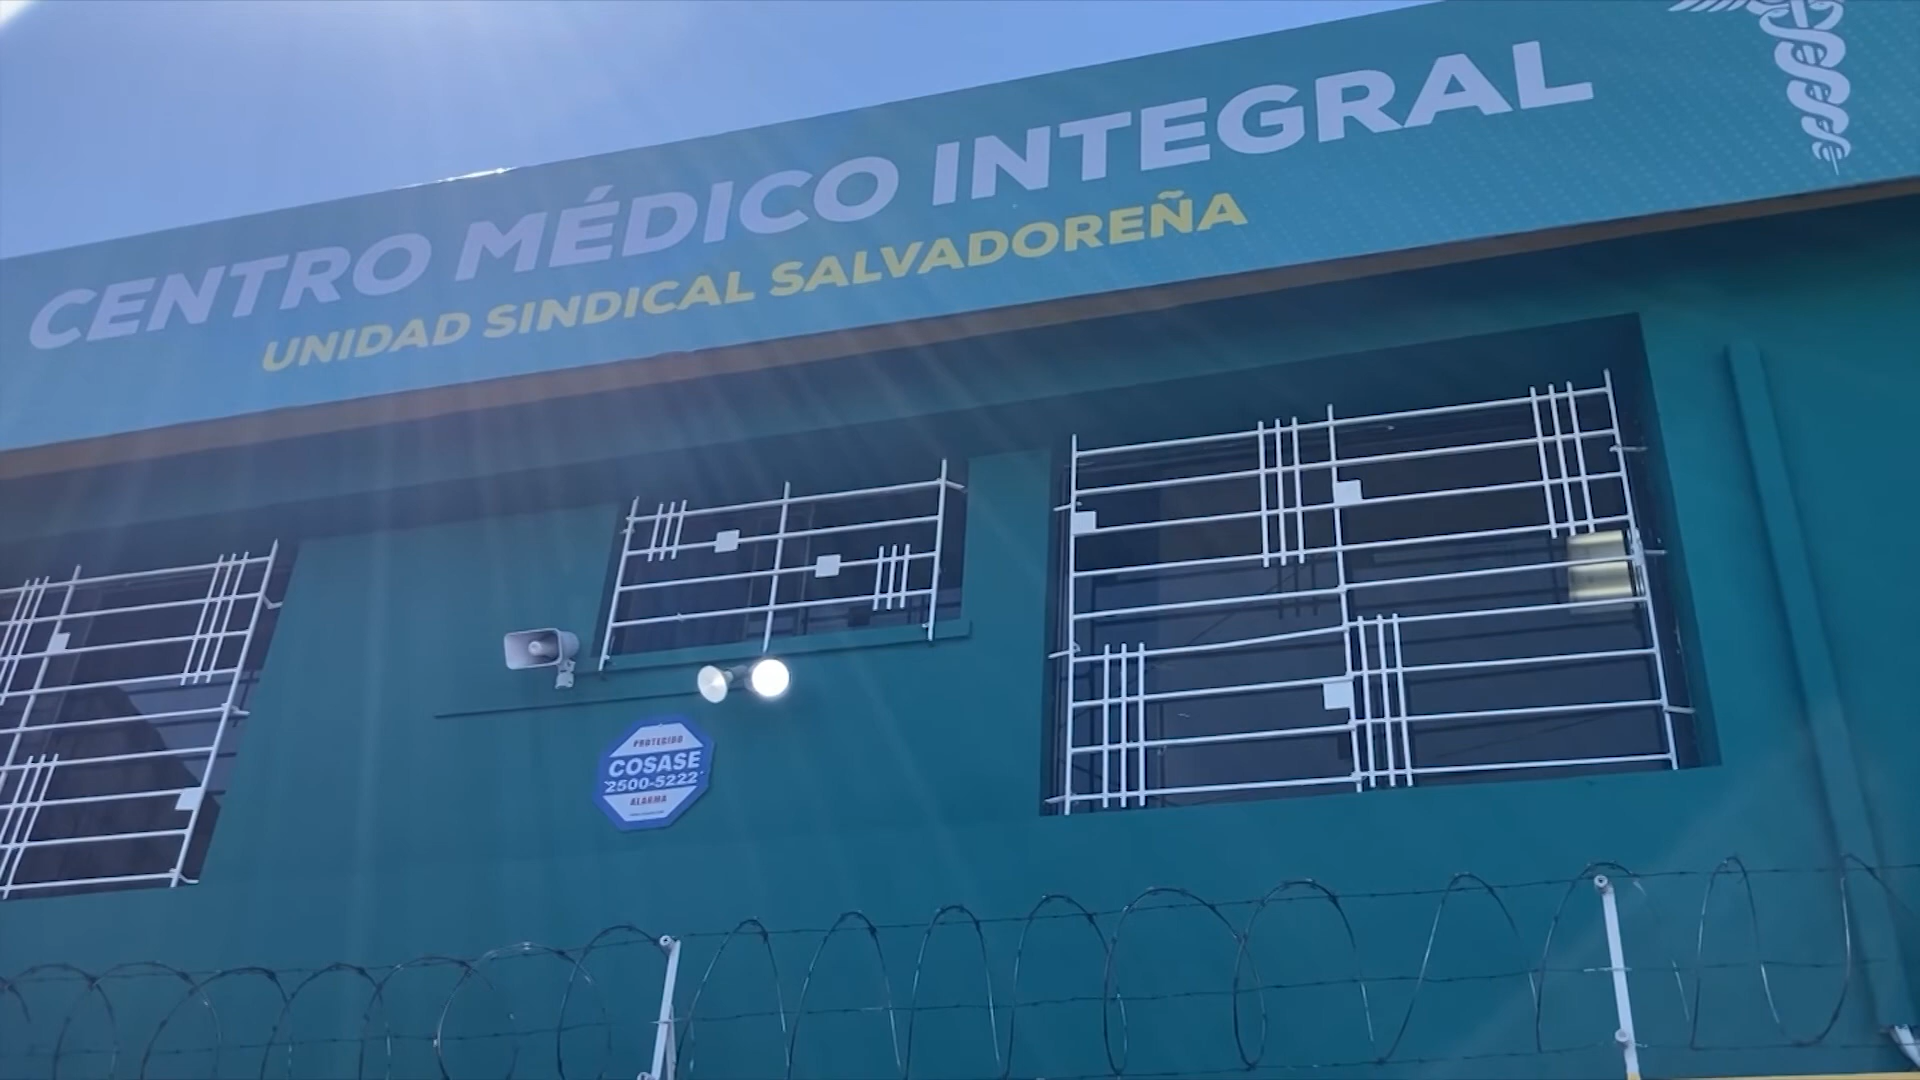 CENTRO MÉDICO INTEGRAL
UNIDAD SINDICAL SALVADOREÑA
PROTEGIDO
COSASE
2500-5222
ALARMA